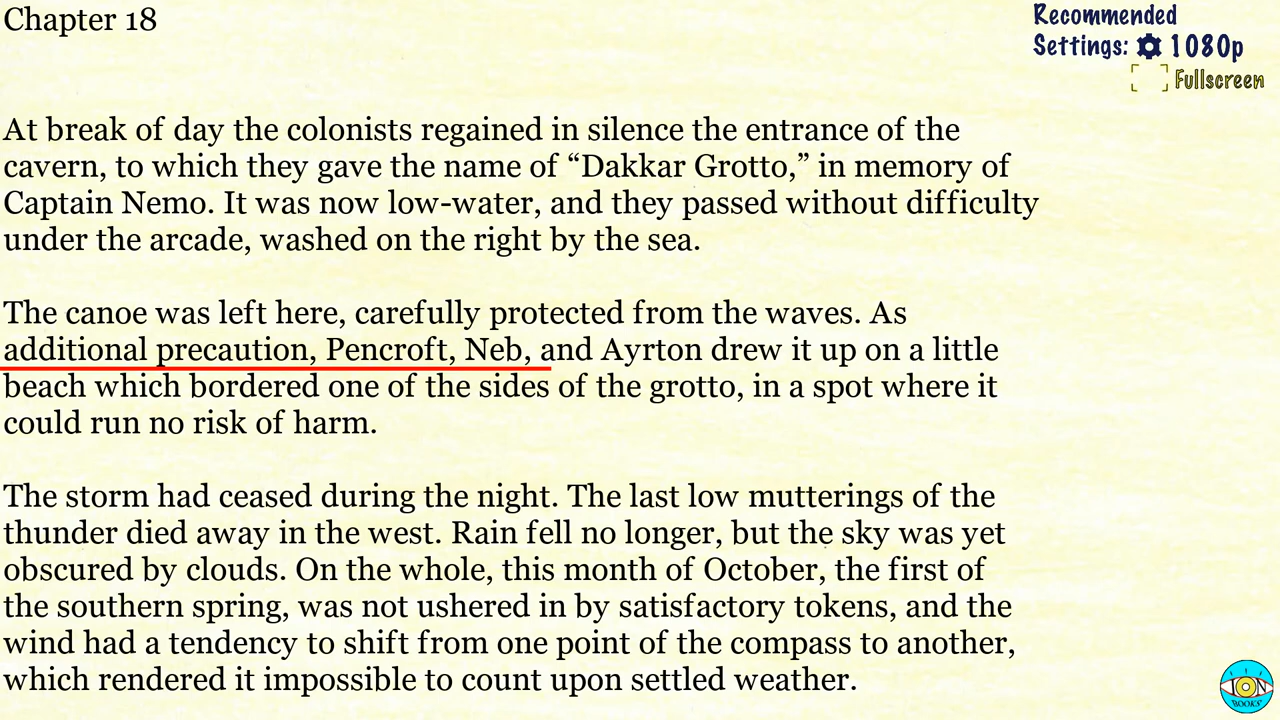 Chapter 18
Recommended
Settings: 1080p
Fullscreen
At break of day the colonists regained in silence the entrance of the
cavern, to which they gave the name of “Dakkar Grotto,” in memory of
Captain Nemo. It was now low-water, and they passed without difficulty
under the arcade, washed on the right by the sea.
The canoe was left here, carefully protected from the waves. As
additional precaution, Pencroft, Neb, and Ayrton drew it up on a little
beach which bordered one of the sides of the grotto, in a spot where it
could run no risk of harm.
The storm had ceased during the night. The last low mutterings of the
thunder died away in the west. Rain fell no longer, but the sky was yet
obscured by clouds. On the whole, this month of October, the first of
the southern spring, was not ushered in by satisfactory tokens, and the
wind had a tendency to shift from one point of the compass to another,
which rendered it impossible to count upon settled weather.
ION
BOOKS